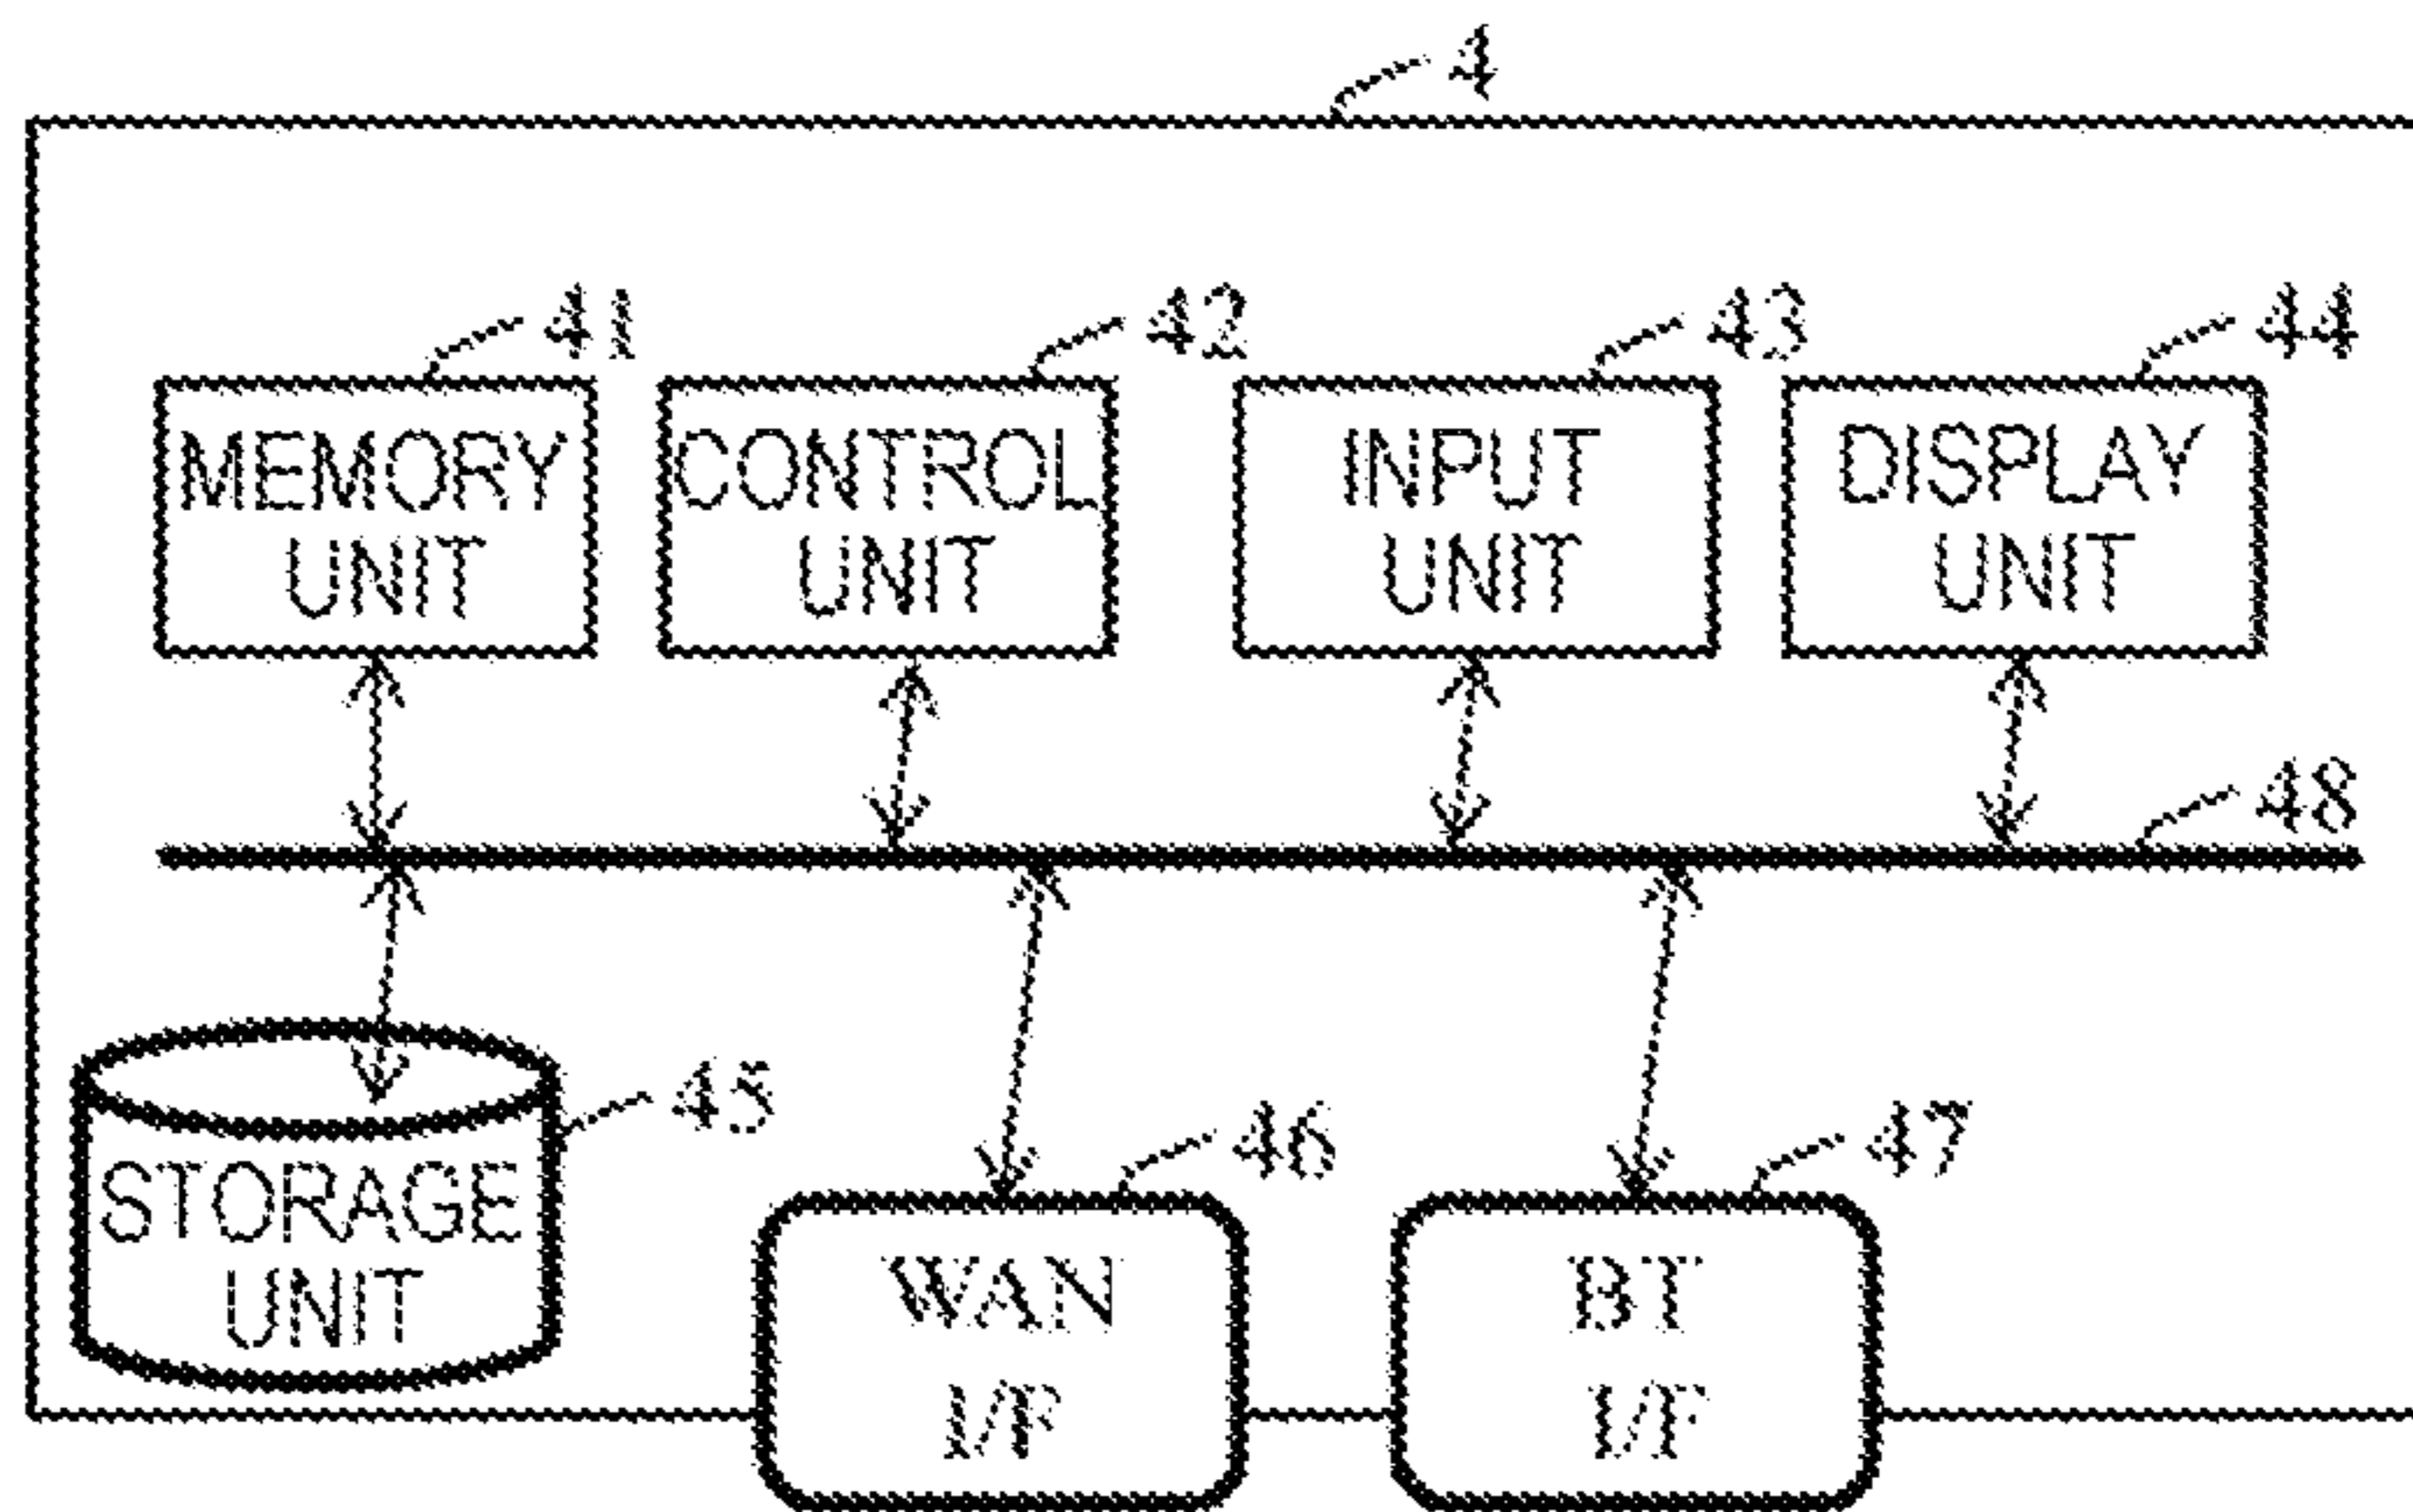 4
41
42
43
44
MEMORY
UNIT
CONTROL
UNIT
INPUT
UNIT
DISPLAY
UNIT
48
45
STORAGE
UNIT
46
47
WAN
I/F
BT
I/F